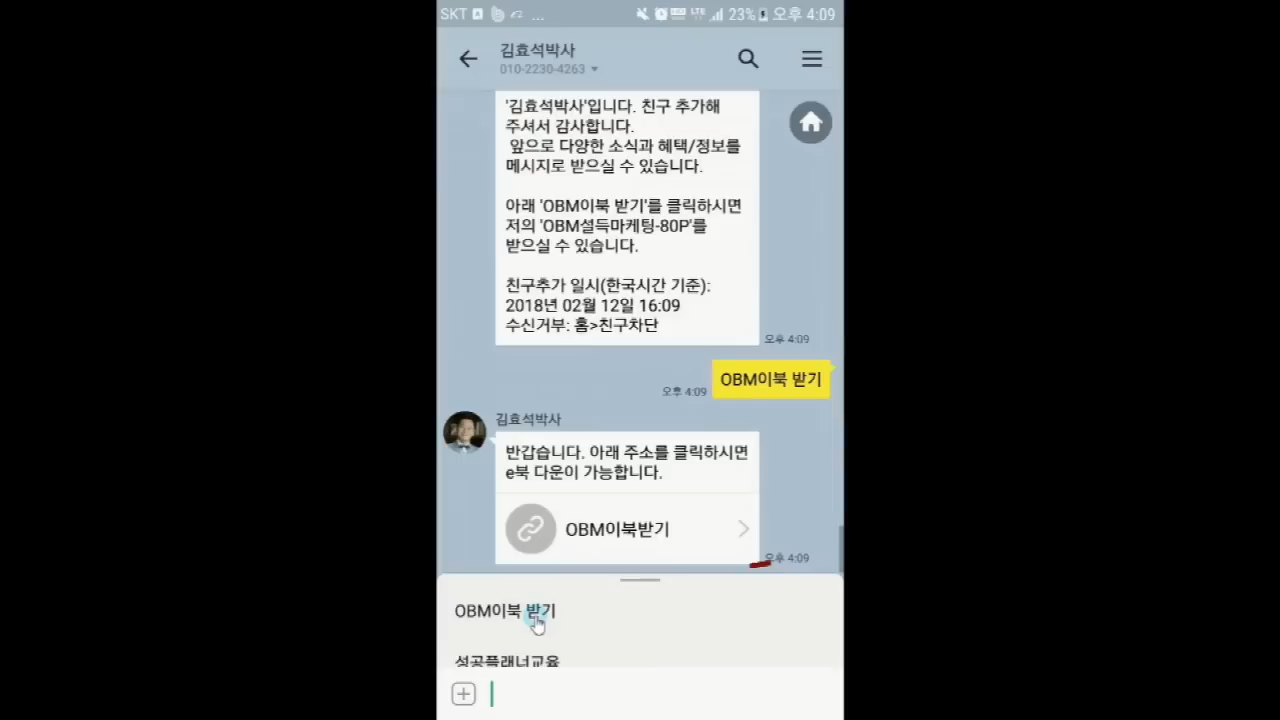 SKT ... LTE 23% 오후 4:09
김효석박사
010-2230-4263
'김효석박사'입니다. 친구 추가해
주셔서 감사합니다.
앞으로 다양한 소식과 혜택/정보를
메시지로 받으실 수 있습니다.
아래 'OBM이북 받기'를 클릭하시면
저의 'OBM설득마케팅-80P'를
받으실 수 있습니다.
친구추가 일시(한국시간 기준):
2018년 02월 12일 16:09
수신거부: 홈>친구차단
오후 4:09
OBM이북 받기
오후 4:09
김효석박사
반갑습니다. 아래 주소를 클릭하시면
e북 다운이 가능합니다.
OBM이북받기
오후 4:09
OBM이북 받기
성공플래너교육